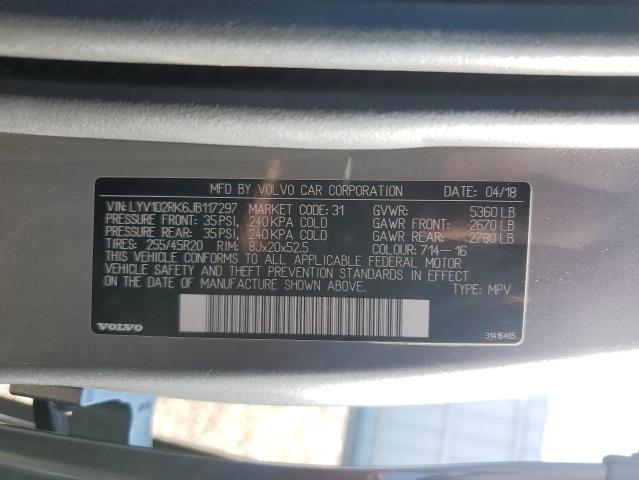 MFD BY VOLVO CAR CORPORATION DATE: 04/18
VIN: LYV102RK6JB117297 MARKET CODE: 31 GVWR: 5360 LB
PRESSURE FRONT: 35 PSI, 240 KPA COLD GAWR FRONT: 2670 LB
PRESSURE REAR: 35 PSI, 240 KPA COLD GAWR REAR: 2780 LB
TIRES: 255/45R20 RIM: 8Jx20x52.5 COLOUR: 714-16
THIS VEHICLE CONFORMS TO ALL APPLICABLE FEDERAL MOTOR
VEHICLE SAFETY AND THEFT PREVENTION STANDARDS IN EFFECT
ON THE DATE OF MANUFACTURE SHOWN ABOVE. TYPE: MPV
VOLVO 31416485